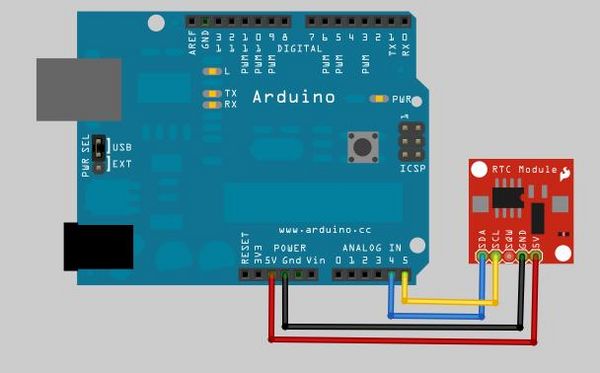 AREF
GND
13
12
11
10
9
8
7
6
5
4
3
2
1
0
PWM
PWM
PWM
PWM
PWM
PWM
TX
RX
DIGITAL
L
TX
RX
Arduino
PWR
1
PWR SEL
USB
EXT
ICSP
RTC Module
www.arduino.cc
RESET
3V3
POWER
5V Gnd Vin
ANALOG IN
0 1 2 3 4 5
SDA
SCL
SQW
GND
5V